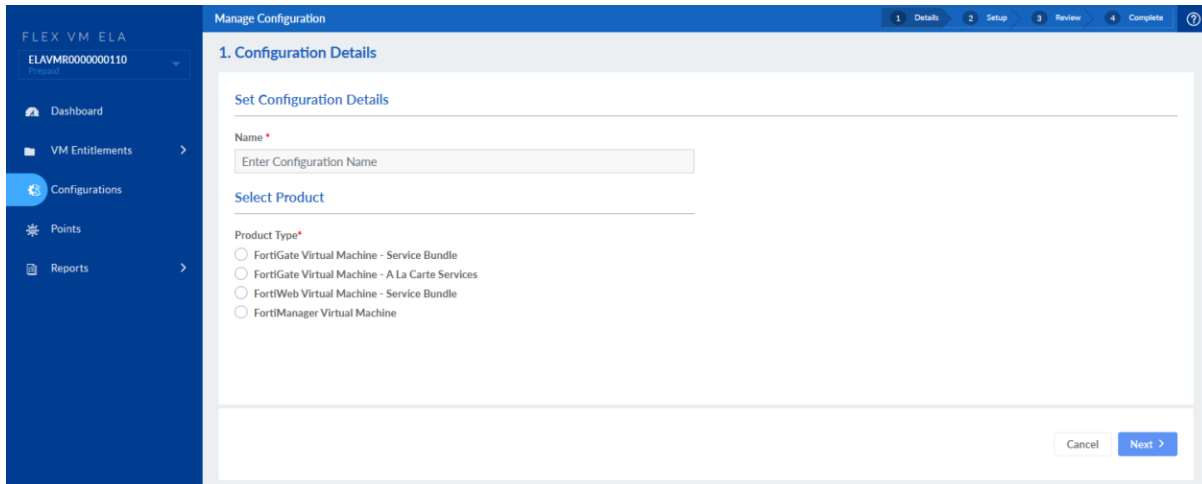 FLEX VM ELA
ELAVMR0000000110
Prepaid
Dashboard
VM Entitlements
Configurations
Points
Reports
Manage Configuration
1 Details
2 Setup
3 Review
4 Complete
?
1. Configuration Details
Set Configuration Details
Name *
Enter Configuration Name
Select Product
Product Type*
FortiGate Virtual Machine - Service Bundle
FortiGate Virtual Machine - A La Carte Services
FortiWeb Virtual Machine - Service Bundle
FortiManager Virtual Machine
Cancel
Next >